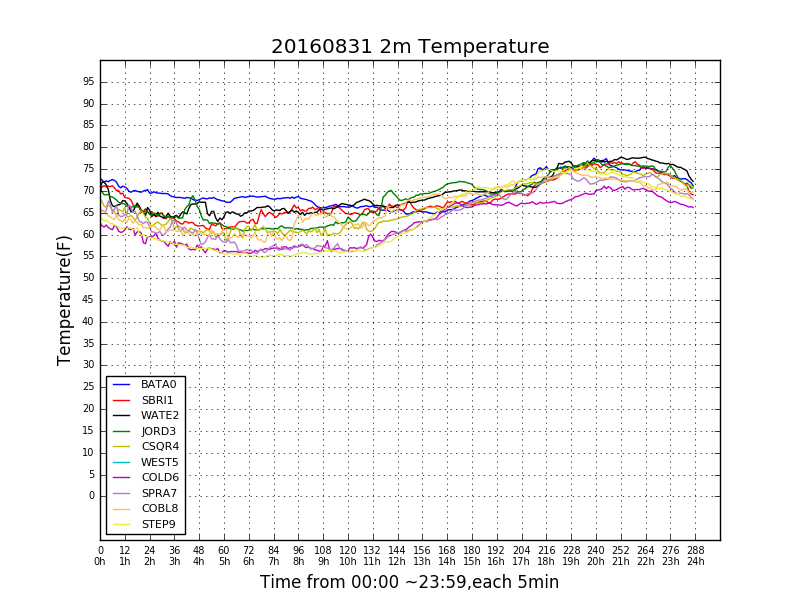 20160831 2m Temperature
Temperature(F)
95
90
85
80
75
70
65
60
55
50
45
40
35
30
25
20
15
10
5
0
BATA0
SBRI1
WATE2
JORD3
CSQR4
WEST5
COLD6
SPRA7
COBL8
STEP9
0 12 24 36 48 60 72 84 96 108 120 132 144 156 168 180 192 204 216 228 240 252 264 276 288
0h 1h 2h 3h 4h 5h 6h 7h 8h 9h 10h 11h 12h 13h 14h 15h 16h 17h 18h 19h 20h 21h 22h 23h 24h
Time from 00:00 ~23:59,each 5min